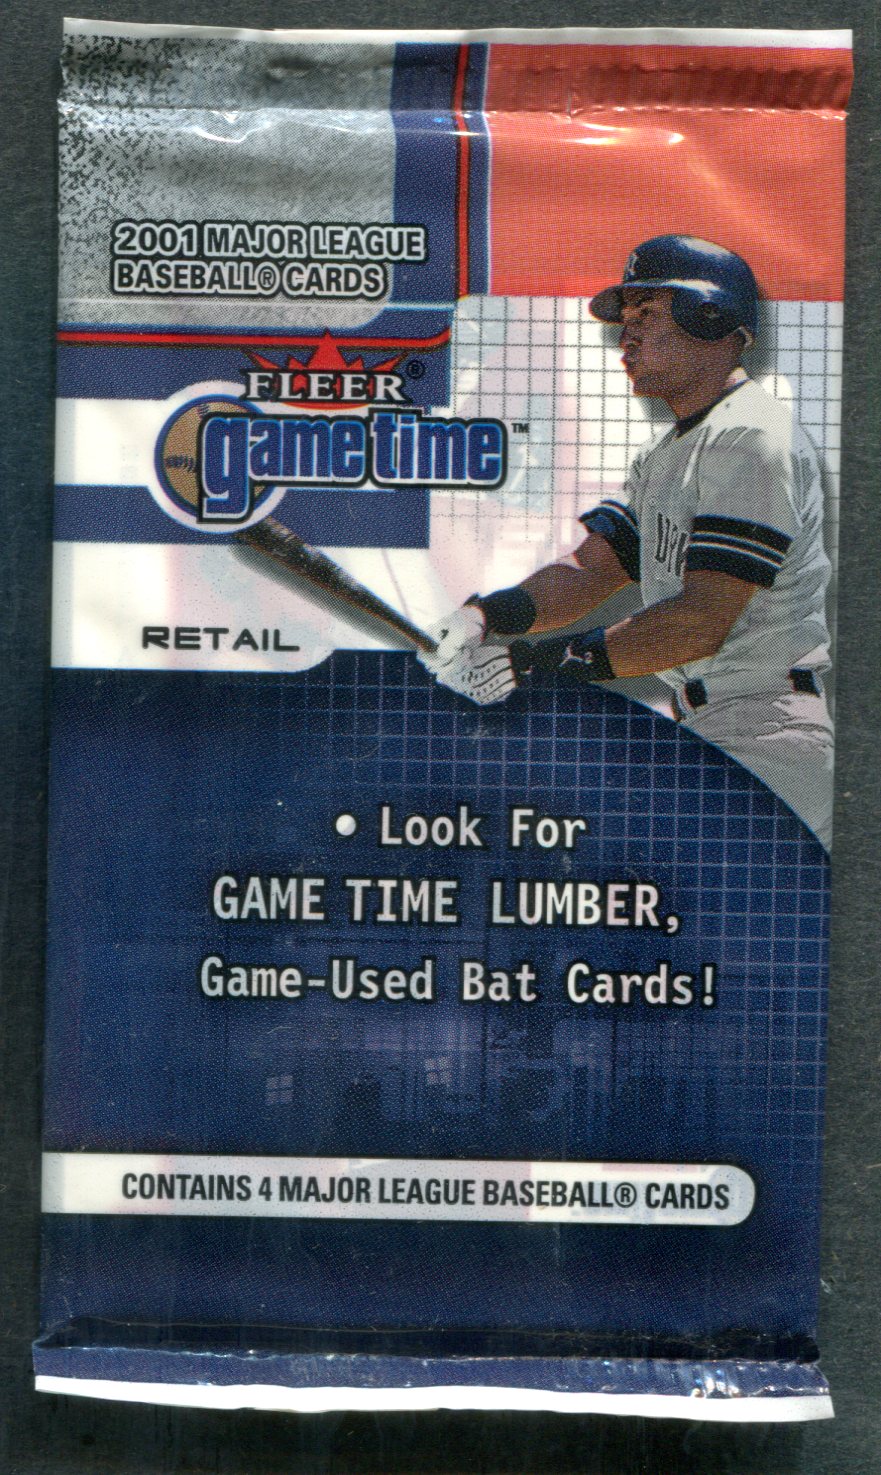 2001 MAJOR LEAGUE
BASEBALL® CARDS
FLEER®
game time™
RETAIL
• Look For
GAME TIME LUMBER,
Game-Used Bat Cards!
CONTAINS 4 MAJOR LEAGUE BASEBALL® CARDS